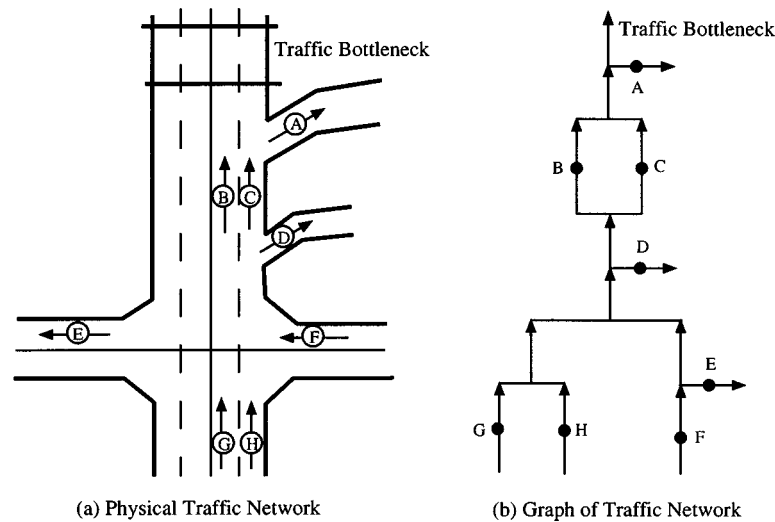 Traffic Bottleneck
A
B
C
D
E
F
G
H
(a) Physical Traffic Network
Traffic Bottleneck
A
B
C
D
E
G
H
F
(b) Graph of Traffic Network